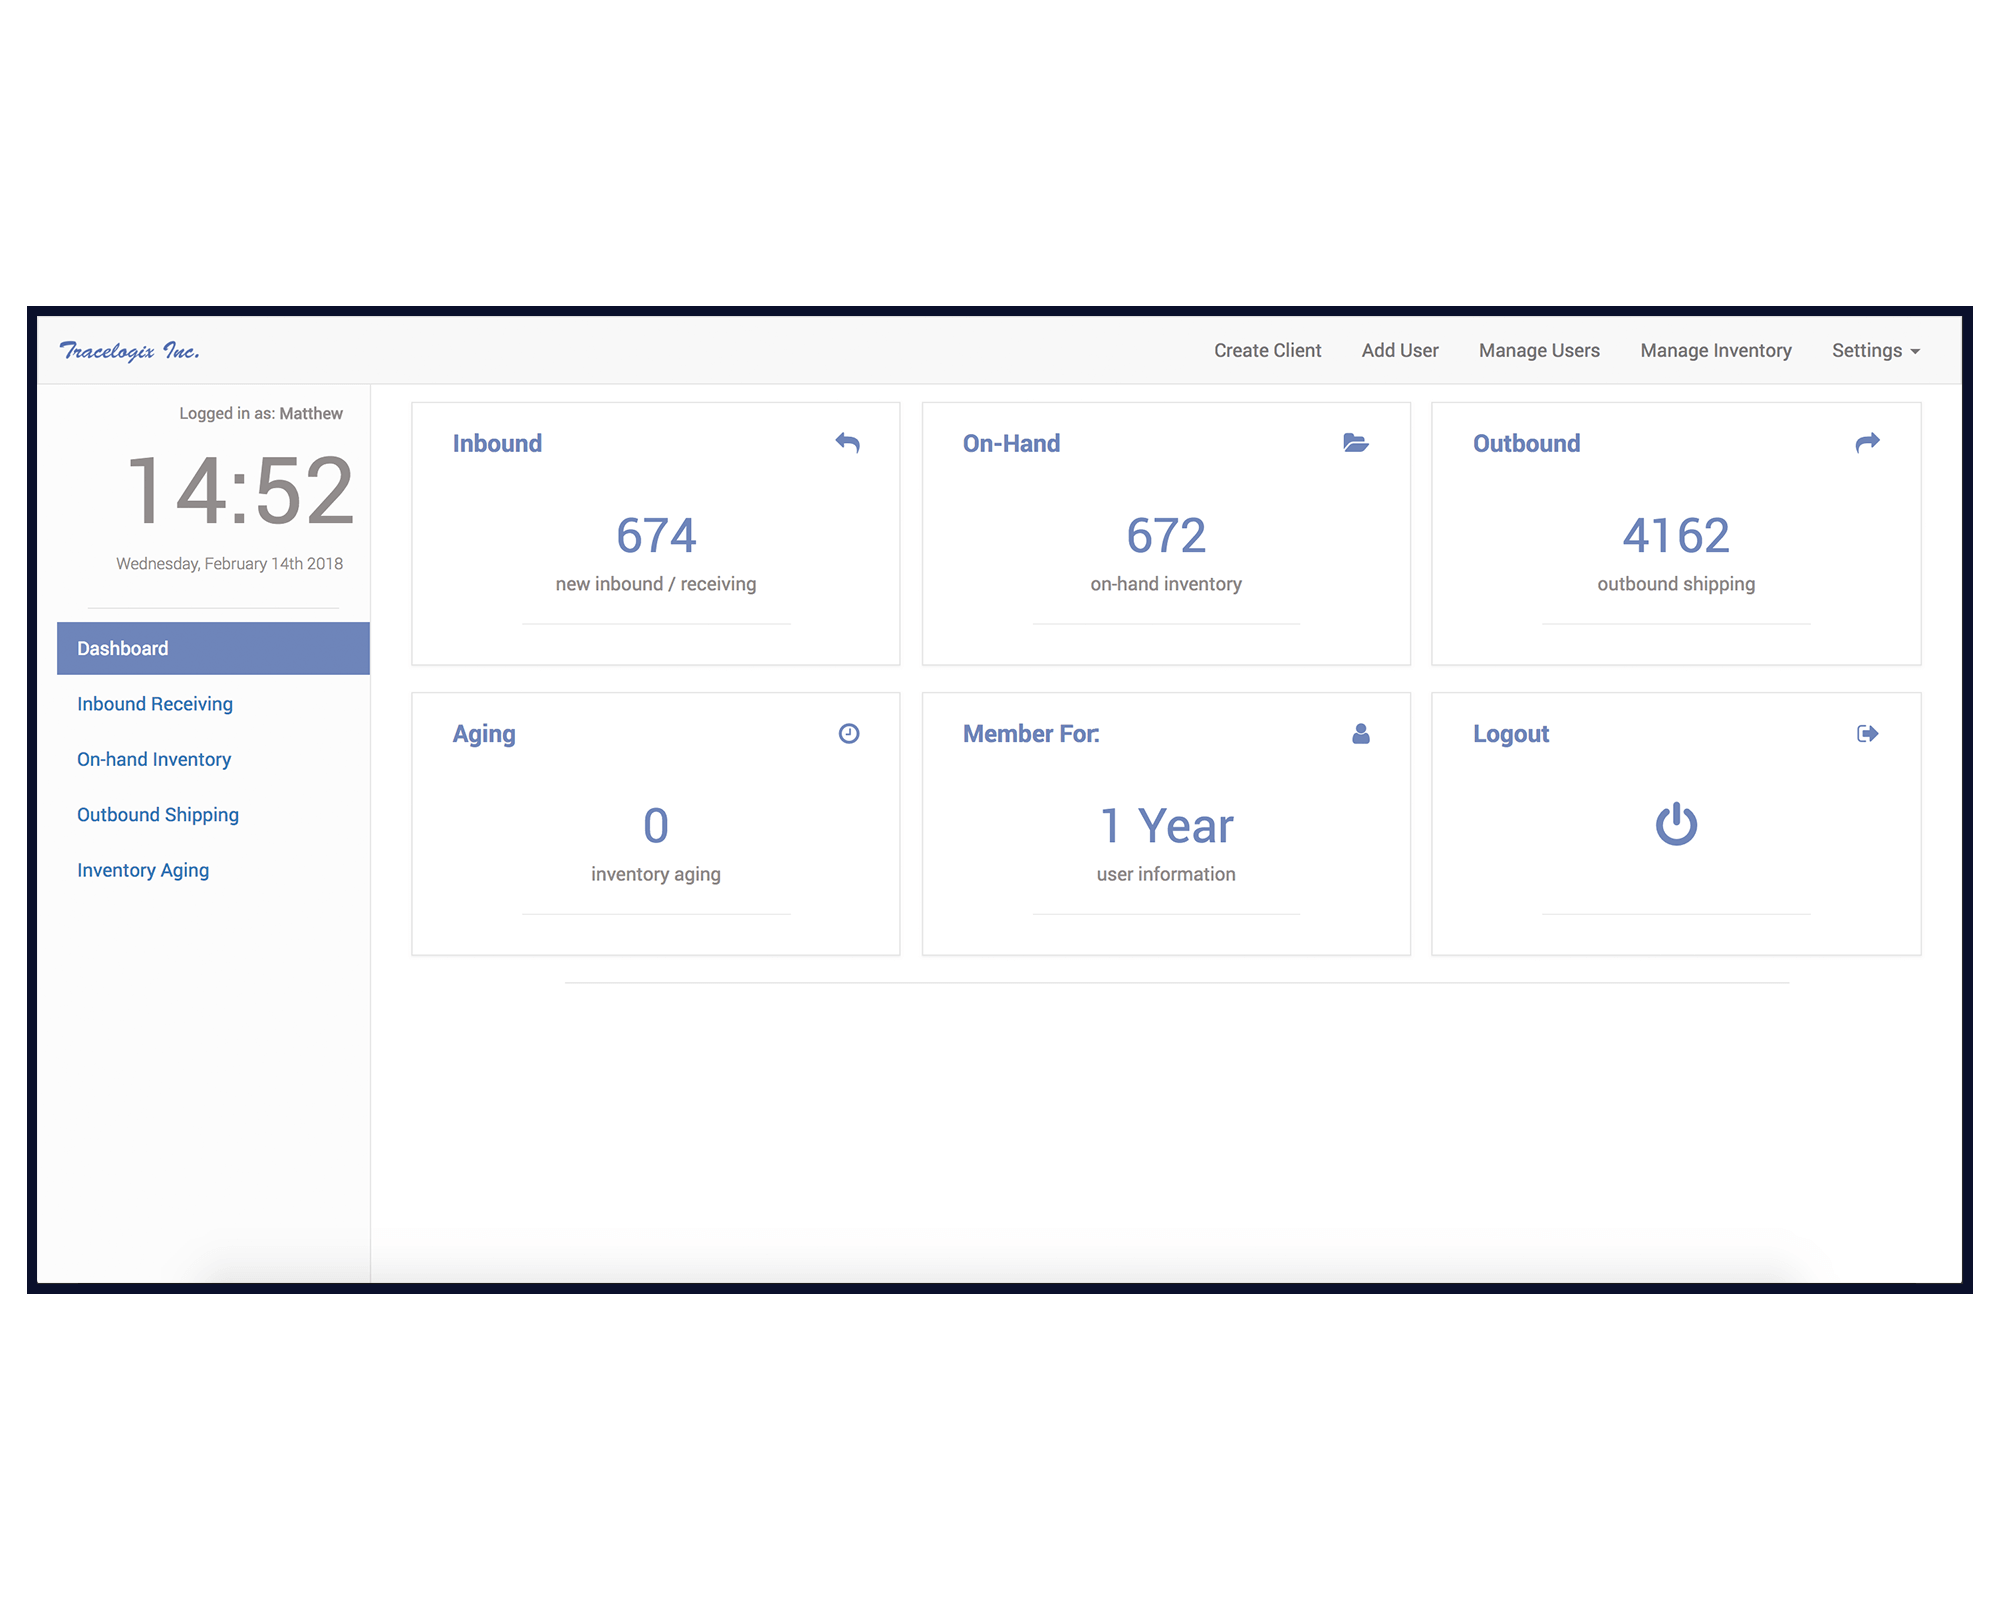 Tracelogix Inc.
Create Client Add User Manage Users Manage Inventory Settings
Logged in as: Matthew
14:52
Wednesday, February 14th 2018
Dashboard
Inbound Receiving
On-hand Inventory
Outbound Shipping
Inventory Aging
Inbound
674
new inbound / receiving
On-Hand
672
on-hand inventory
Outbound
4162
outbound shipping
Aging
0
inventory aging
Member For:
1 Year
user information
Logout